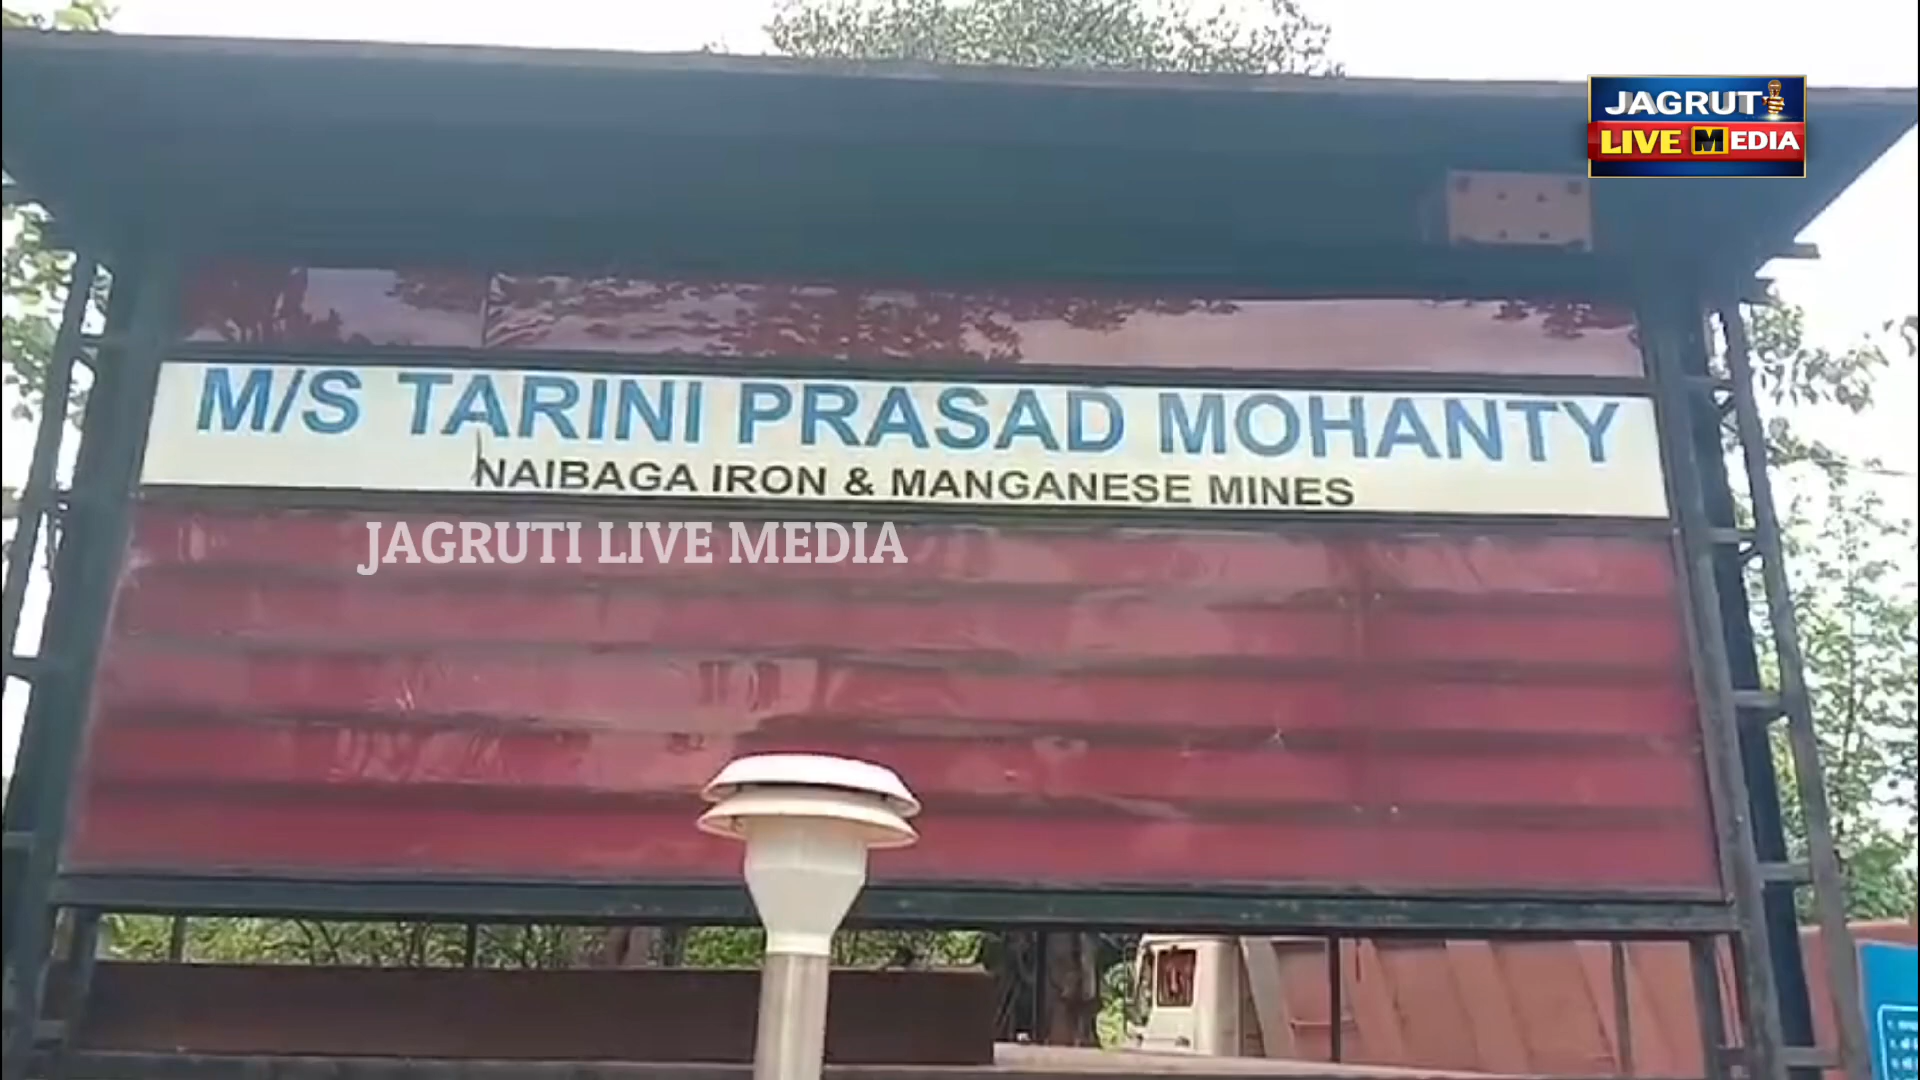 JAGRUTI
LIVE MEDIA
M/S TARINI PRASAD MOHANTY
NAIBAGA IRON & MANGANESE MINES
JAGRUTI LIVE MEDIA